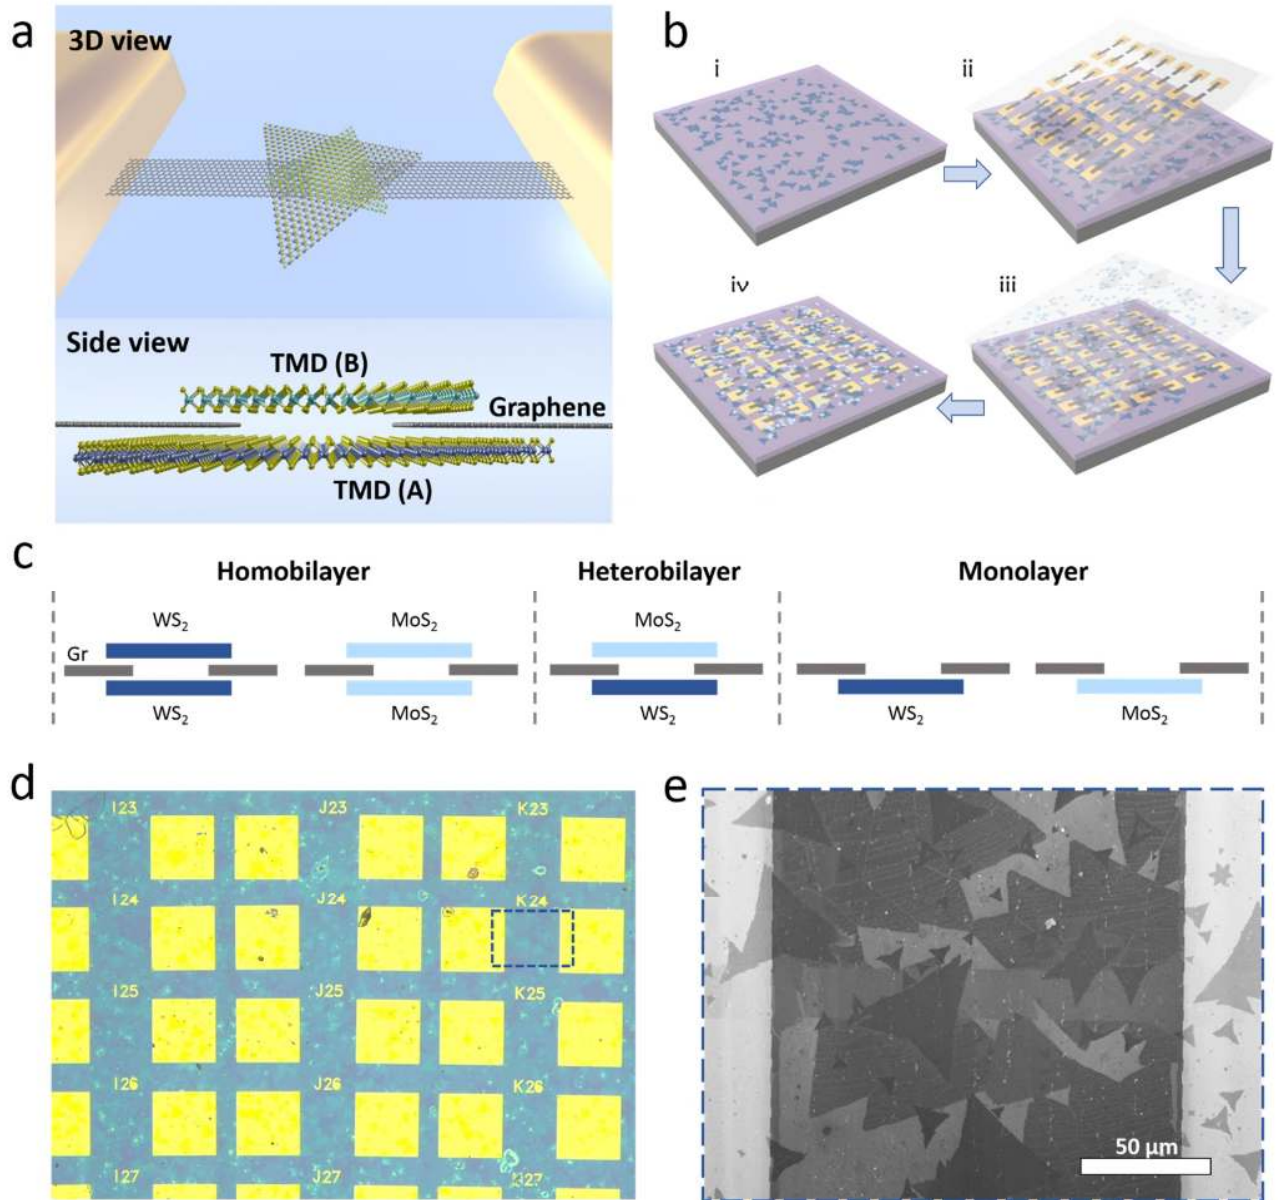 a
3D view
Side view
TMD (B)
Graphene
TMD (A)
b
i
ii
iv
iii
c
Homobilayer
Heterobilayer
Monolayer
WS₂
MoS₂
MoS₂
Gr
WS₂
MoS₂
WS₂
WS₂
MoS₂
d
I23
J23
K23
I24
J24
K24
I25
J25
K25
I26
J26
K26
I27
J27
K27
e
50 μm